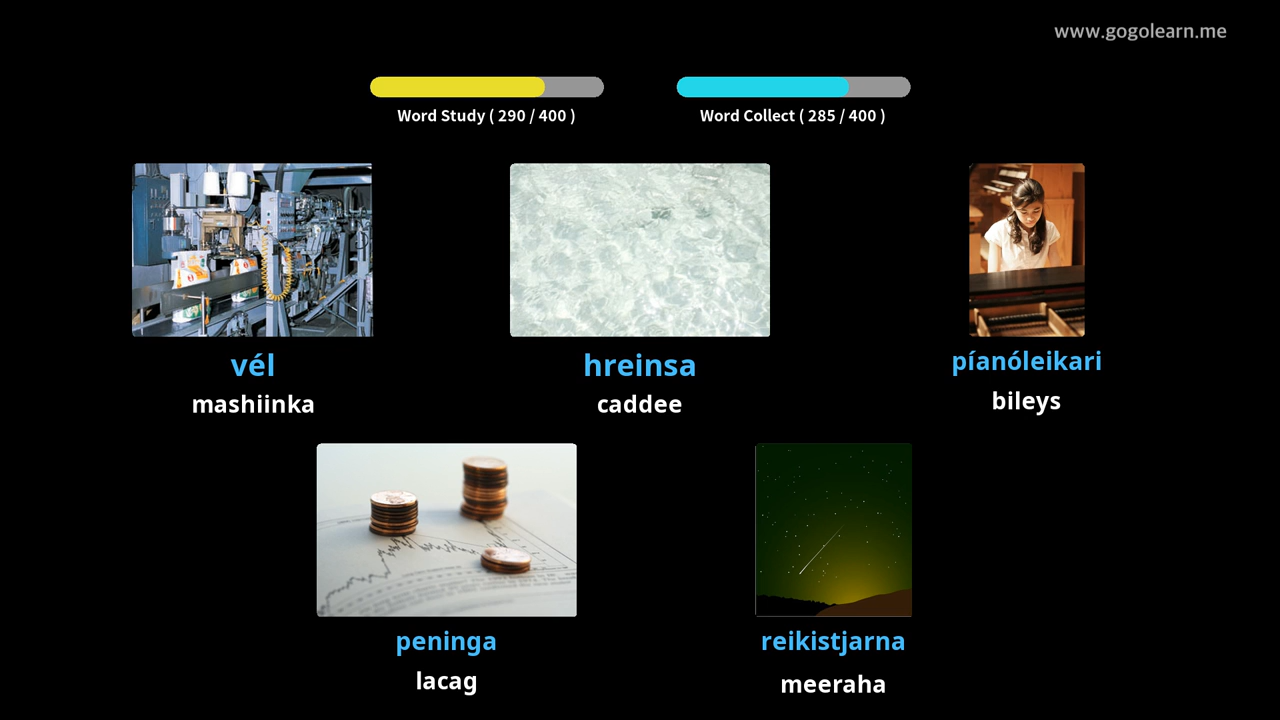 www.gogolearn.me
Word Study ( 290 / 400 )
Word Collect ( 285 / 400 )
vél
mashiinka
hreinsa
caddee
píanóleikari
bileys
peninga
lacag
reikistjarna
meeraha